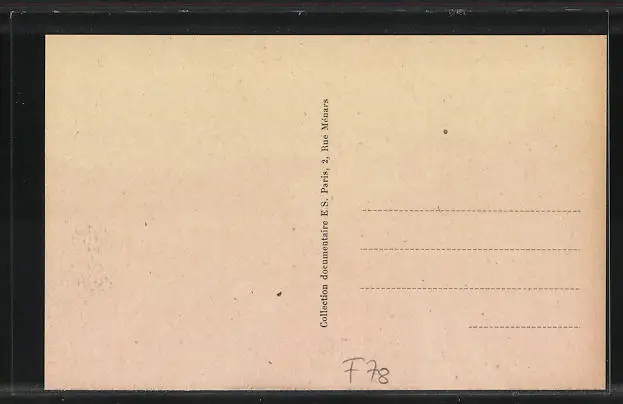 Collection documentaire E S. Paris, 2, Rue Ménars
F78